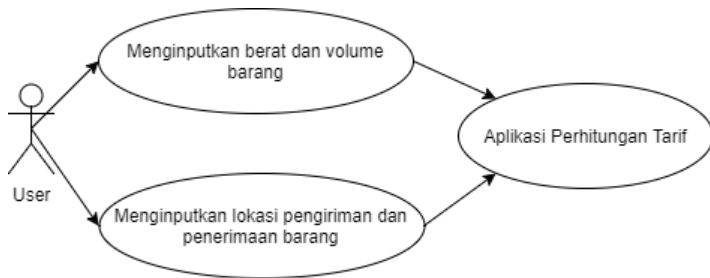 Menginputkan berat dan volume
barang
Aplikasi Perhitungan Tarif
User
Menginputkan lokasi pengiriman dan
penerimaan barang